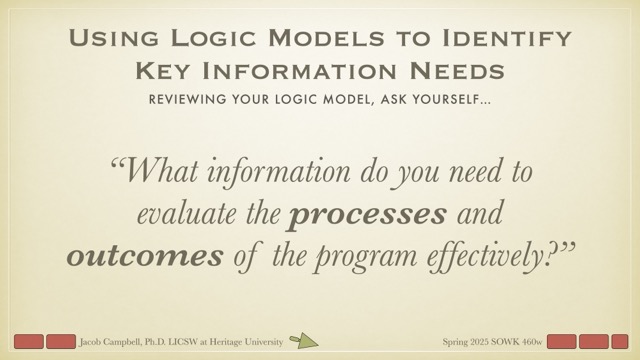 Using Logic Models to Identify
Key Information Needs
Reviewing your logic model, ask yourself…
“What information do you need to
evaluate the processes and
outcomes of the program effectively?”
Jacob Campbell, Ph.D. LICSW at Heritage University
Spring 2025 SOWK 460w